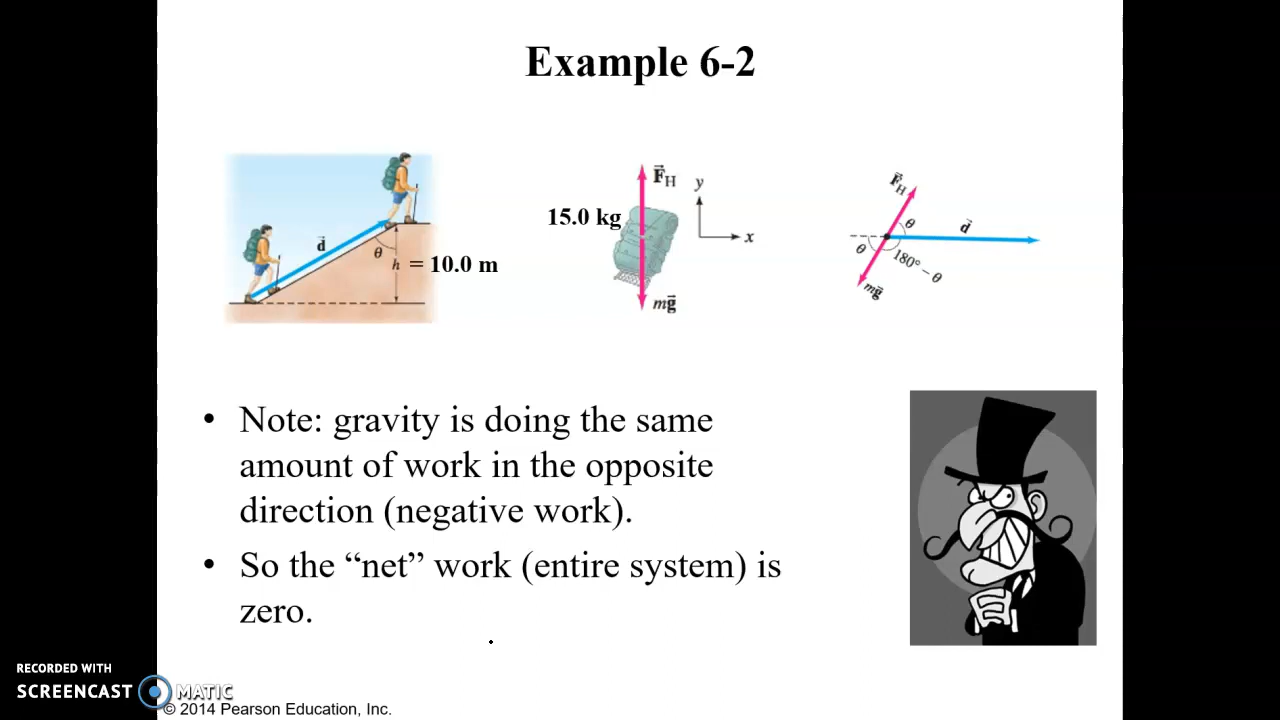 Example 6-2
d
θ
h = 10.0 m
F_H
15.0 kg
y
x
mg
F_H
θ
d
θ
180° – θ
mg
• Note: gravity is doing the same
amount of work in the opposite
direction (negative work).
• So the “net” work (entire system) is
zero.
RECORDED WITH
SCREENCAST MATIC
© 2014 Pearson Education, Inc.